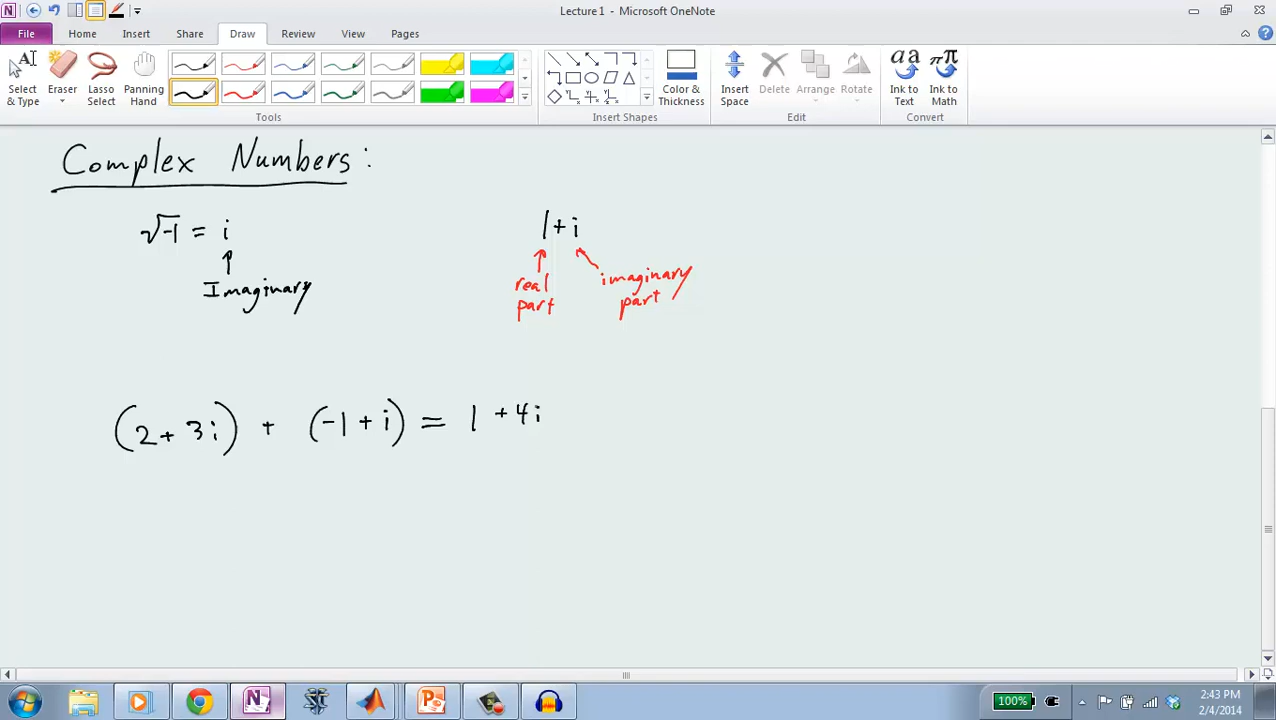 Lecture1 - Microsoft OneNote
File Home Insert Share Draw Review View Pages
Select & Type
Eraser
Lasso Select
Panning Hand
Color & Thickness
Insert Space
Delete
Arrange
Rotate
Ink to Text
Ink to Math
Tools
Insert Shapes
Edit
Convert
Complex Numbers:
√-1 = i
Imaginary
1 + i
real part
imaginary part
(2 + 3i) + (-1 + i) = 1 + 4i
100%
2:43 PM
2/4/2014